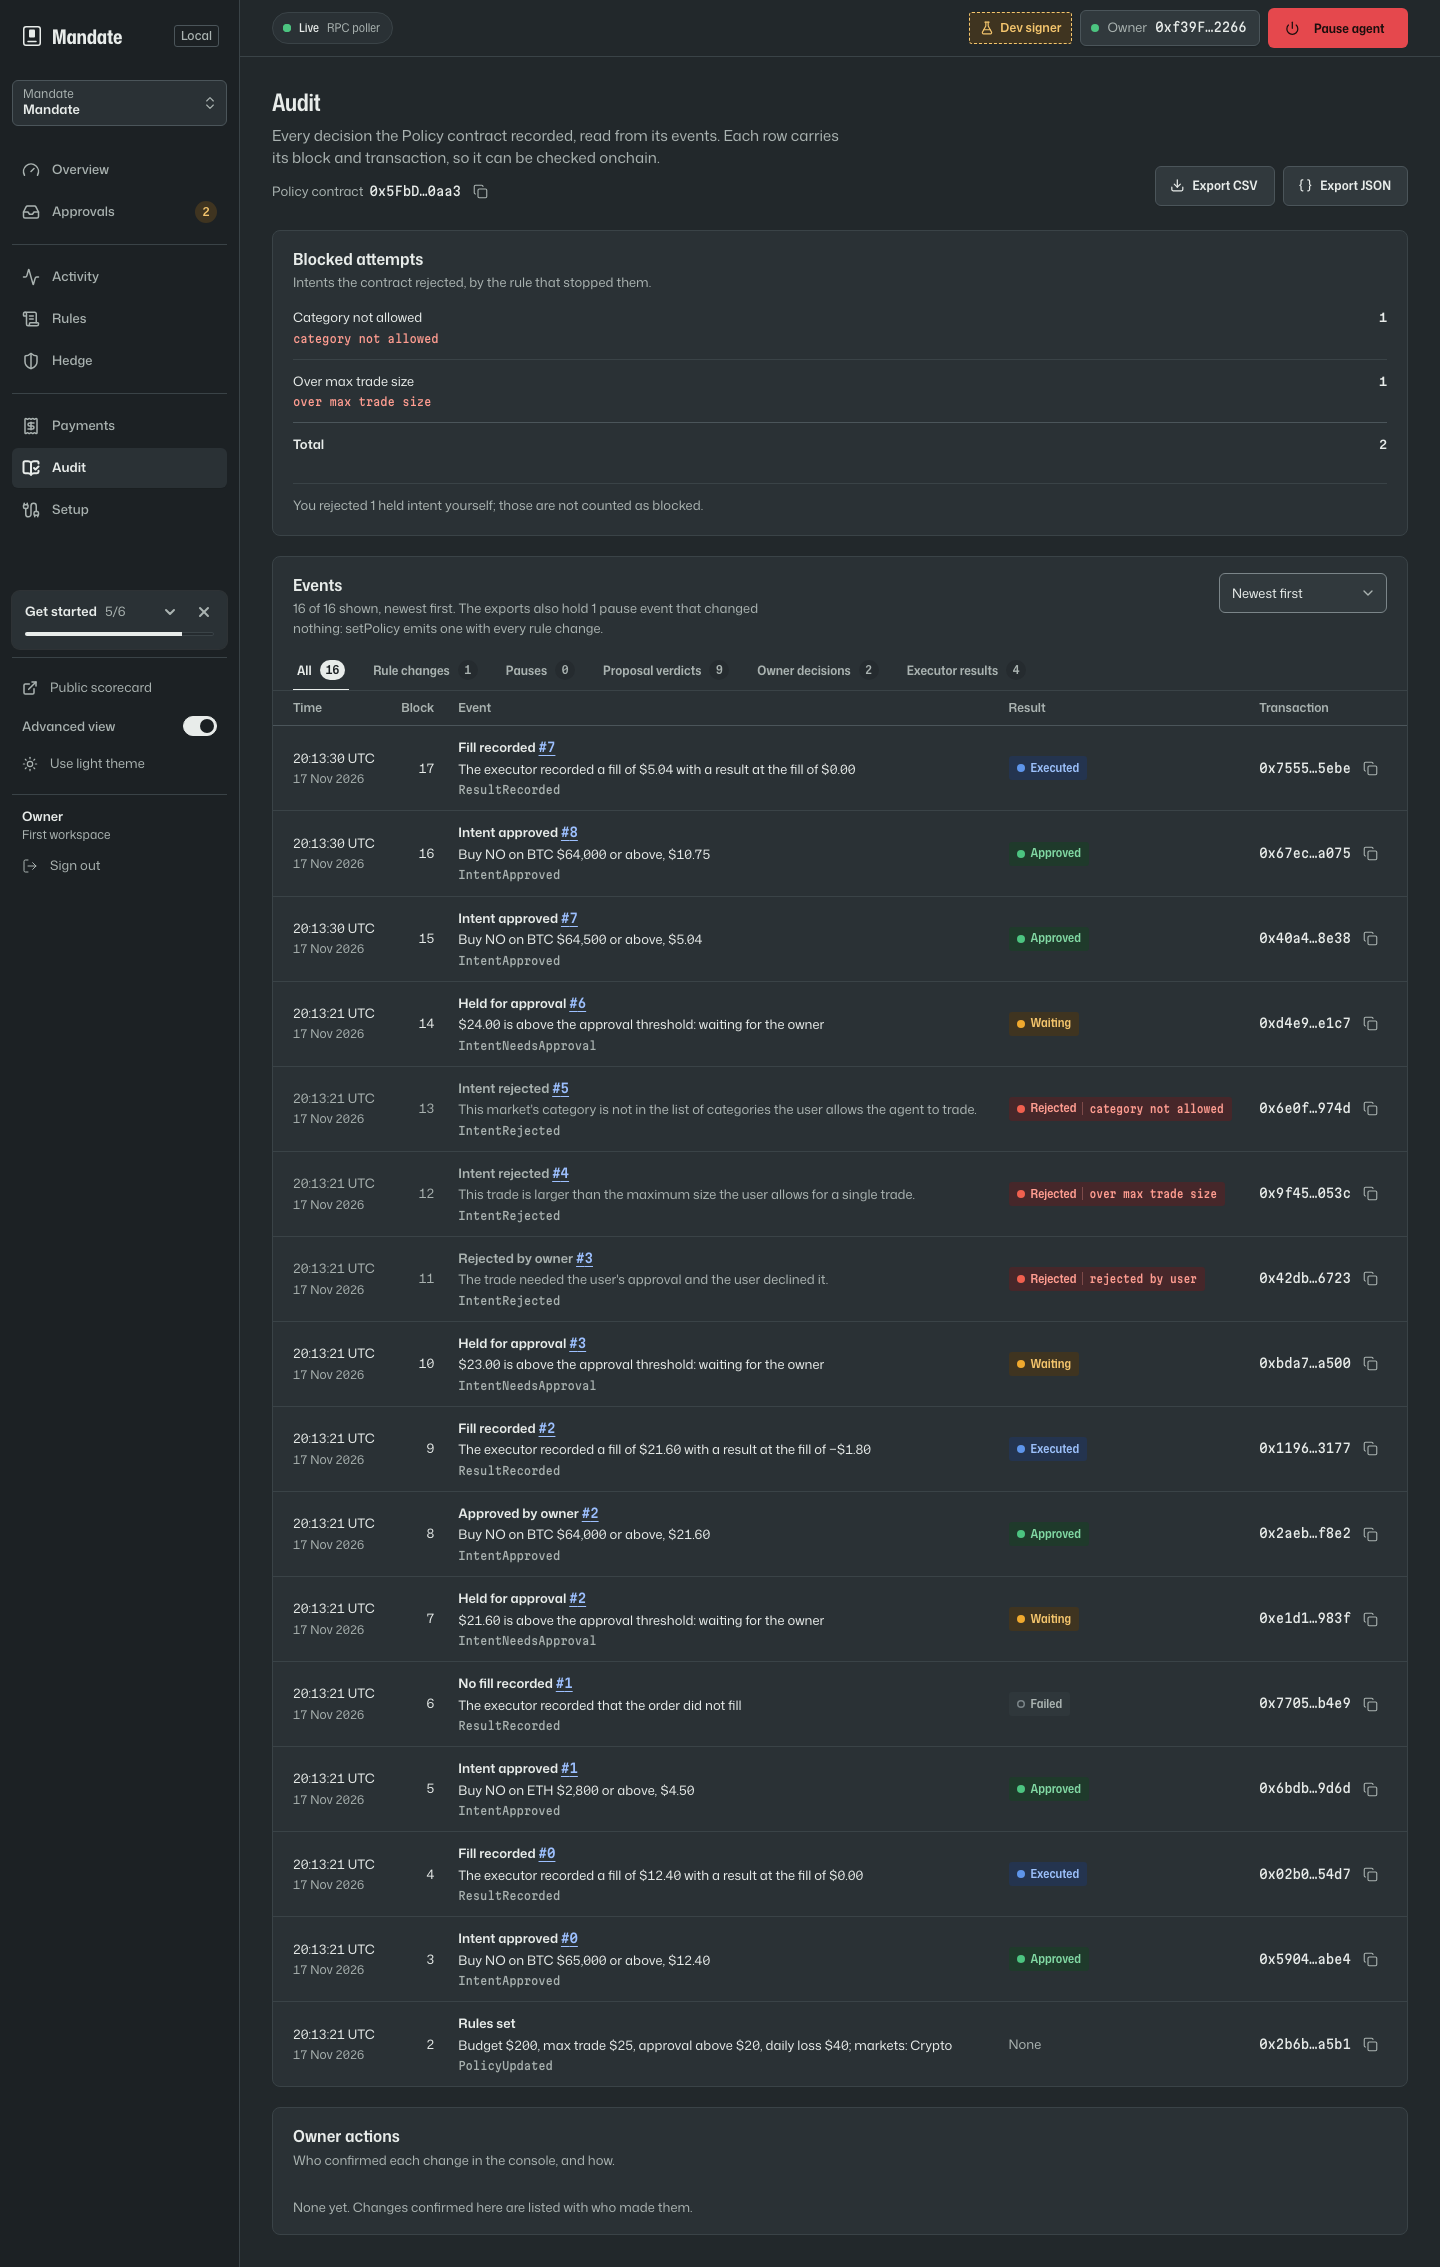 Mandate
Local
Mandate
Mandate
Overview
Approvals 2
Activity
Rules
Hedge
Payments
Audit
Setup
Get started 5/6
Public scorecard
Advanced view
Use light theme
Owner
First workspace
Sign out
Live RPC poller
Dev signer
Owner 0xf39F…2266
Pause agent
Audit
Every decision the Policy contract recorded, read from its events. Each row carries
its block and transaction, so it can be checked onchain.
Policy contract 0x5FbD…0aa3
Export CSV
Export JSON
Blocked attempts
Intents the contract rejected, by the rule that stopped them.
Category not allowed 1
category not allowed
Over max trade size 1
over max trade size
Total 2
You rejected 1 held intent yourself; those are not counted as blocked.
Events
16 of 16 shown, newest first. The exports also hold 1 pause event that changed
nothing: setPolicy emits one with every rule change.
Newest first
All 16 Rule changes 1 Pauses 0 Proposal verdicts 9 Owner decisions 2 Executor results 4
Time Block Event Result Transaction
Fill recorded #7
20:13:30 UTC 17 The executor recorded a fill of $5.04 with a result at the fill of $0.00 Executed 0x7555…5ebe
17 Nov 2026 ResultRecorded
Intent approved #8
20:13:30 UTC 16 Buy NO on BTC $64,000 or above, $10.75 Approved 0x67ec…a075
17 Nov 2026 IntentApproved
Intent approved #7
20:13:30 UTC 15 Buy NO on BTC $64,500 or above, $5.04 Approved 0x40a4…8e38
17 Nov 2026 IntentApproved
Held for approval #6
20:13:21 UTC 14 $24.00 is above the approval threshold: waiting for the owner Waiting 0xd4e9…e1c7
17 Nov 2026 IntentNeedsApproval
Intent rejected #5
20:13:21 UTC 13 This market's category is not in the list of categories the user allows the agent to trade. Rejected category not allowed 0x6e0f…974d
17 Nov 2026 IntentRejected
Intent rejected #4
20:13:21 UTC 12 This trade is larger than the maximum size the user allows for a single trade. Rejected over max trade size 0x9f45…053c
17 Nov 2026 IntentRejected
Rejected by owner #3
20:13:21 UTC 11 The trade needed the user's approval and the user declined it. Rejected rejected by user 0x42db…6723
17 Nov 2026 IntentRejected
Held for approval #3
20:13:21 UTC 10 $23.00 is above the approval threshold: waiting for the owner Waiting 0xbda7…a500
17 Nov 2026 IntentNeedsApproval
Fill recorded #2
20:13:21 UTC 9 The executor recorded a fill of $21.60 with a result at the fill of −$1.80 Executed 0x1196…3177
17 Nov 2026 ResultRecorded
Approved by owner #2
20:13:21 UTC 8 Buy NO on BTC $64,000 or above, $21.60 Approved 0x2aeb…f8e2
17 Nov 2026 IntentApproved
Held for approval #2
20:13:21 UTC 7 $21.60 is above the approval threshold: waiting for the owner Waiting 0xe1d1…983f
17 Nov 2026 IntentNeedsApproval
No fill recorded #1
20:13:21 UTC 6 The executor recorded that the order did not fill Failed 0x7705…b4e9
17 Nov 2026 ResultRecorded
Intent approved #1
20:13:21 UTC 5 Buy NO on ETH $2,800 or above, $4.50 Approved 0x6bdb…9d6d
17 Nov 2026 IntentApproved
Fill recorded #0
20:13:21 UTC 4 The executor recorded a fill of $12.40 with a result at the fill of $0.00 Executed 0x02b0…54d7
17 Nov 2026 ResultRecorded
Intent approved #0
20:13:21 UTC 3 Buy NO on BTC $65,000 or above, $12.40 Approved 0x5904…abe4
17 Nov 2026 IntentApproved
Rules set
20:13:21 UTC 2 Budget $200, max trade $25, approval above $20, daily loss $40; markets: Crypto None 0x2b6b…a5b1
17 Nov 2026 PolicyUpdated
Owner actions
Who confirmed each change in the console, and how.
None yet. Changes confirmed here are listed with who made them.